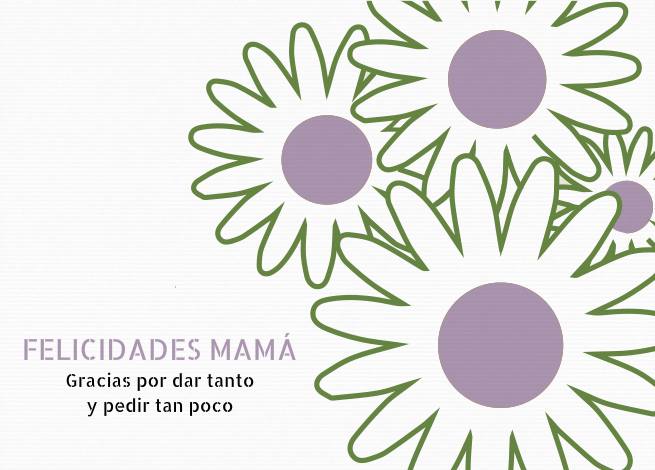 FELICIDADES MAMÁ
Gracias por dar tanto
y pedir tan poco